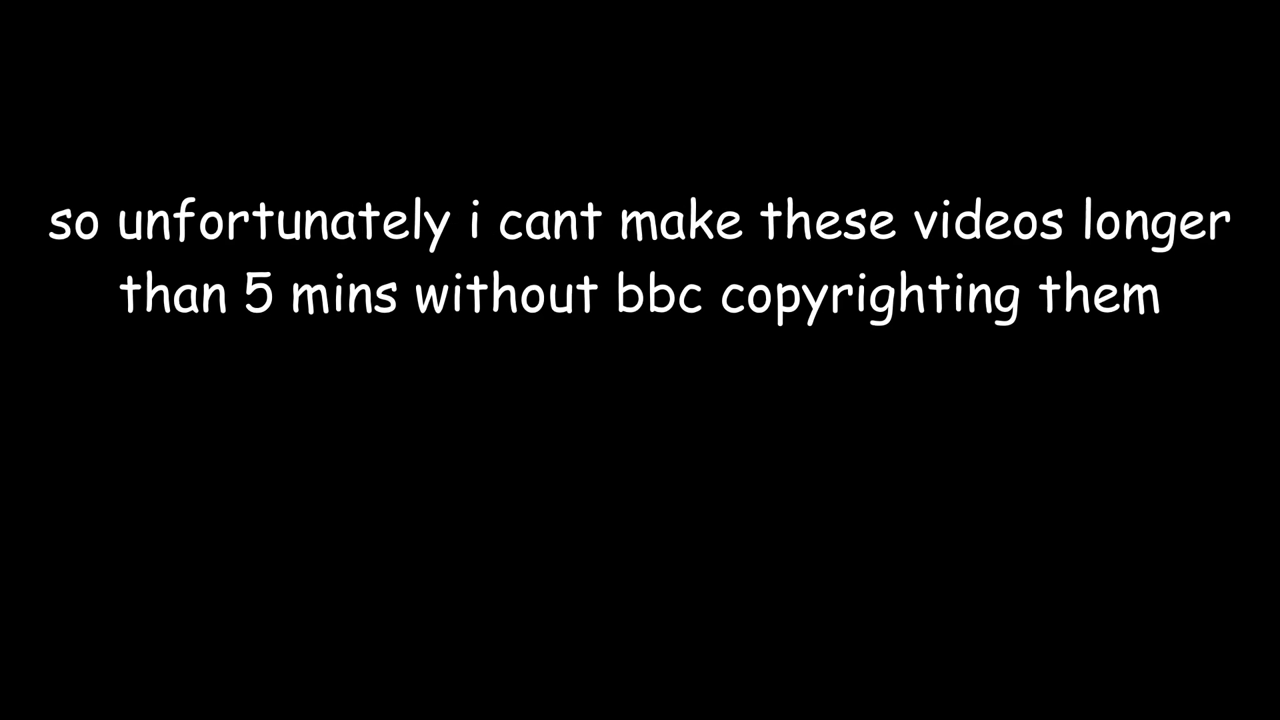 so unfortunately i cant make these videos longer
than 5 mins without bbc copyrighting them